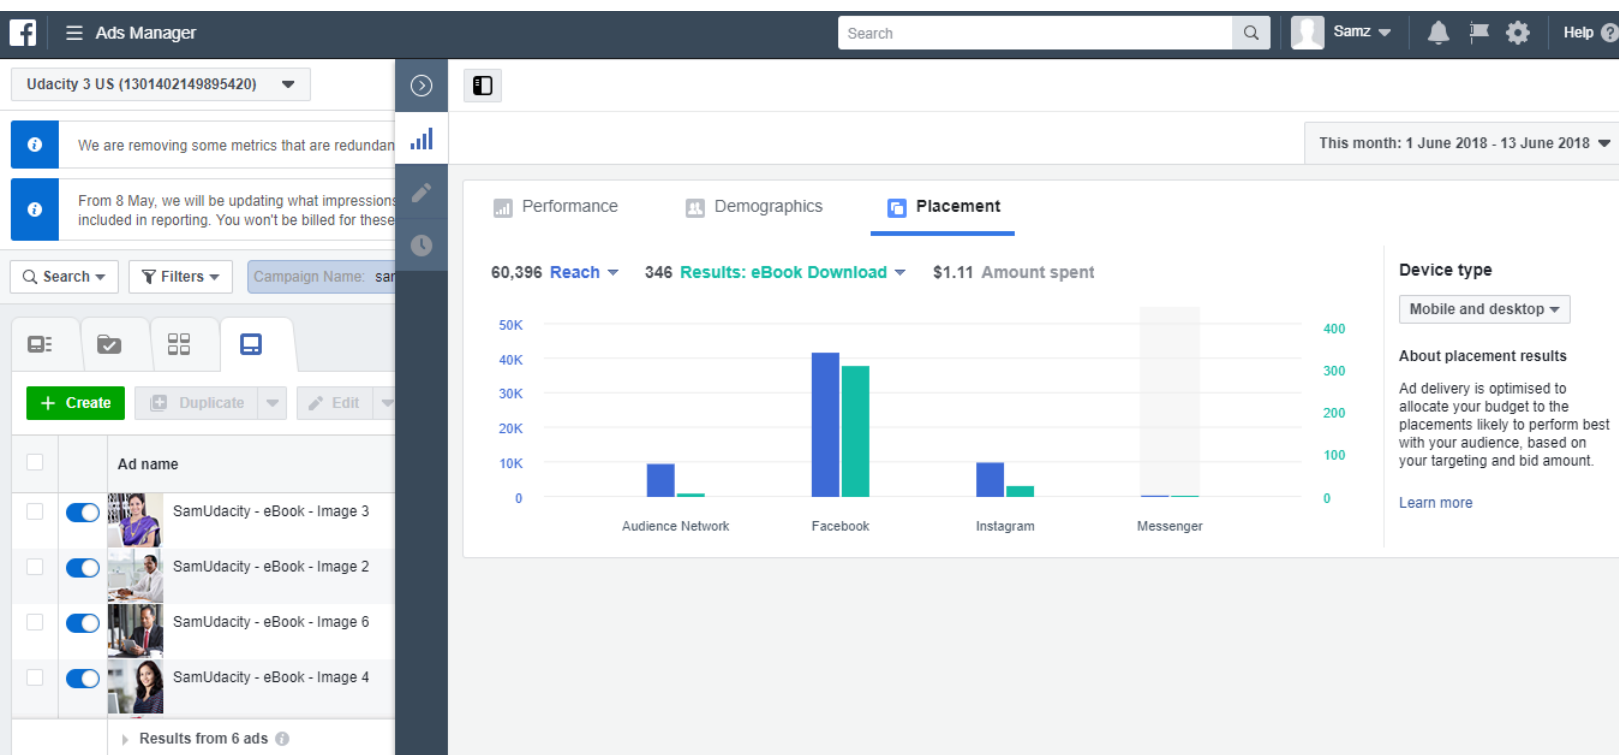 f
Ads Manager
Search
Samz
Help ?
Udacity 3 US (1301402149895420)
We are removing some metrics that are redundan
From 8 May, we will be updating what impressions
included in reporting. You won't be billed for these
Search
Filters
Campaign Name: sar
Create
Duplicate
Edit
Ad name
SamUdacity - eBook - Image 3
SamUdacity - eBook - Image 2
SamUdacity - eBook - Image 6
SamUdacity - eBook - Image 4
Results from 6 ads
This month: 1 June 2018 - 13 June 2018
Performance
Demographics
Placement
60,396 Reach
346 Results: eBook Download
$1.11 Amount spent
50K
40K
30K
20K
10K
0
400
300
200
100
0
Audience Network
Facebook
Instagram
Messenger
Device type
Mobile and desktop
About placement results
Ad delivery is optimised to
allocate your budget to the
placements likely to perform best
with your audience, based on
your targeting and bid amount.
Learn more